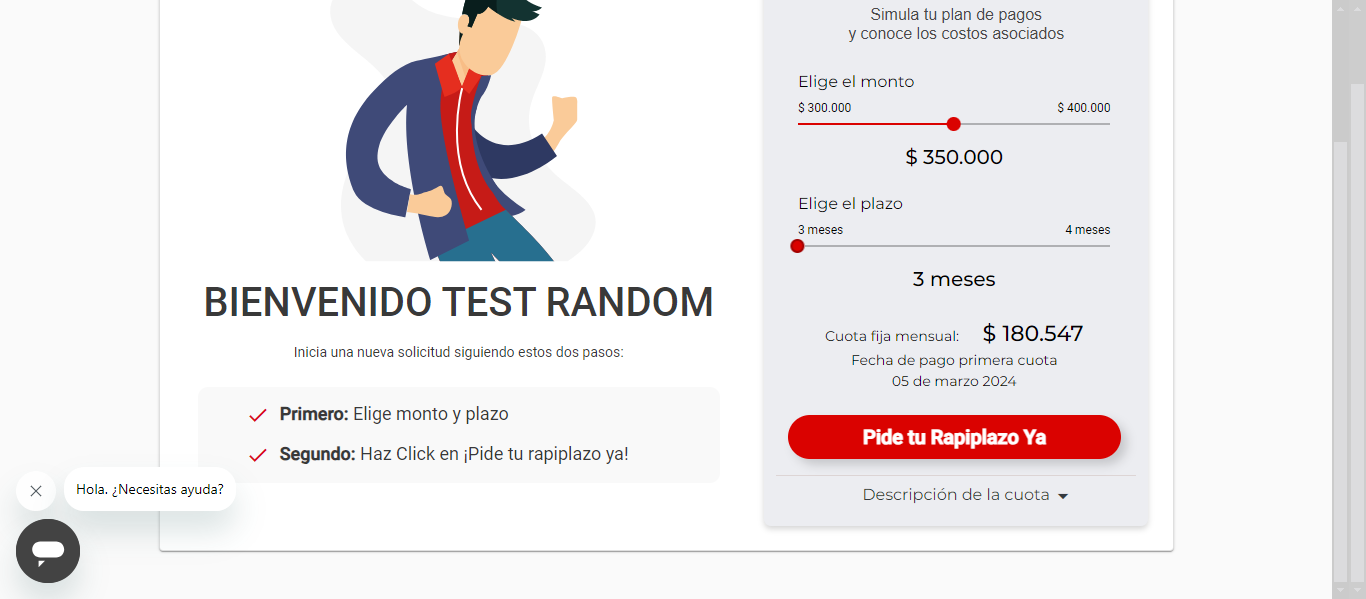 BIENVENIDO TEST RANDOM
Inicia una nueva solicitud siguiendo estos dos pasos:
Primero: Elige monto y plazo
Segundo: Haz Click en ¡Pide tu rapiplazo ya!
Simula tu plan de pagos
y conoce los costos asociados
Elige el monto
$ 300.000 $ 400.000
$ 350.000
Elige el plazo
3 meses 4 meses
3 meses
Cuota fija mensual: $ 180.547
Fecha de pago primera cuota
05 de marzo 2024
Pide tu Rapiplazo Ya
Descripción de la cuota
Hola. ¿Necesitas ayuda?